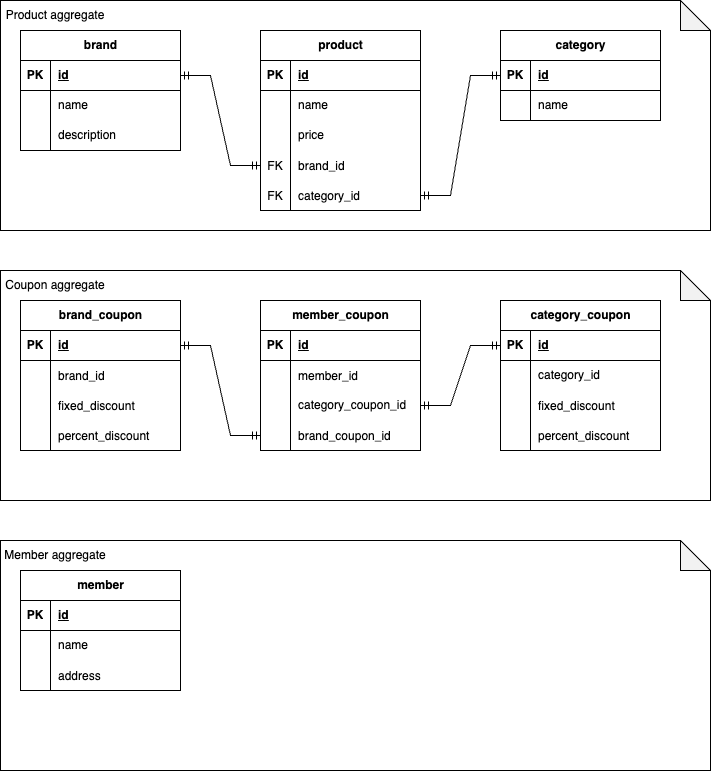 Product aggregate
brand
PK id
name
description
product
PK id
name
price
FK brand_id
FK category_id
category
PK id
name
Coupon aggregate
brand_coupon
PK id
brand_id
fixed_discount
percent_discount
member_coupon
PK id
member_id
category_coupon_id
brand_coupon_id
category_coupon
PK id
category_id
fixed_discount
percent_discount
Member aggregate
member
PK id
name
address